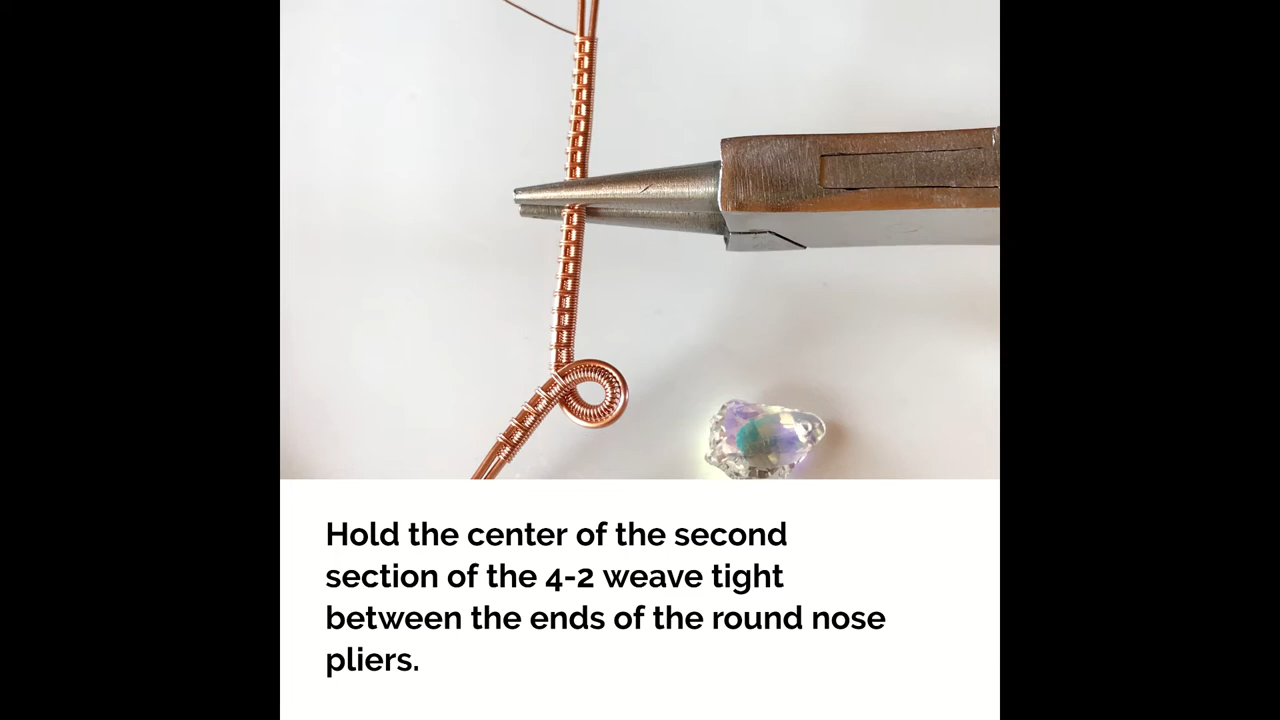 Hold the center of the second
section of the 4-2 weave tight
between the ends of the round nose
pliers.